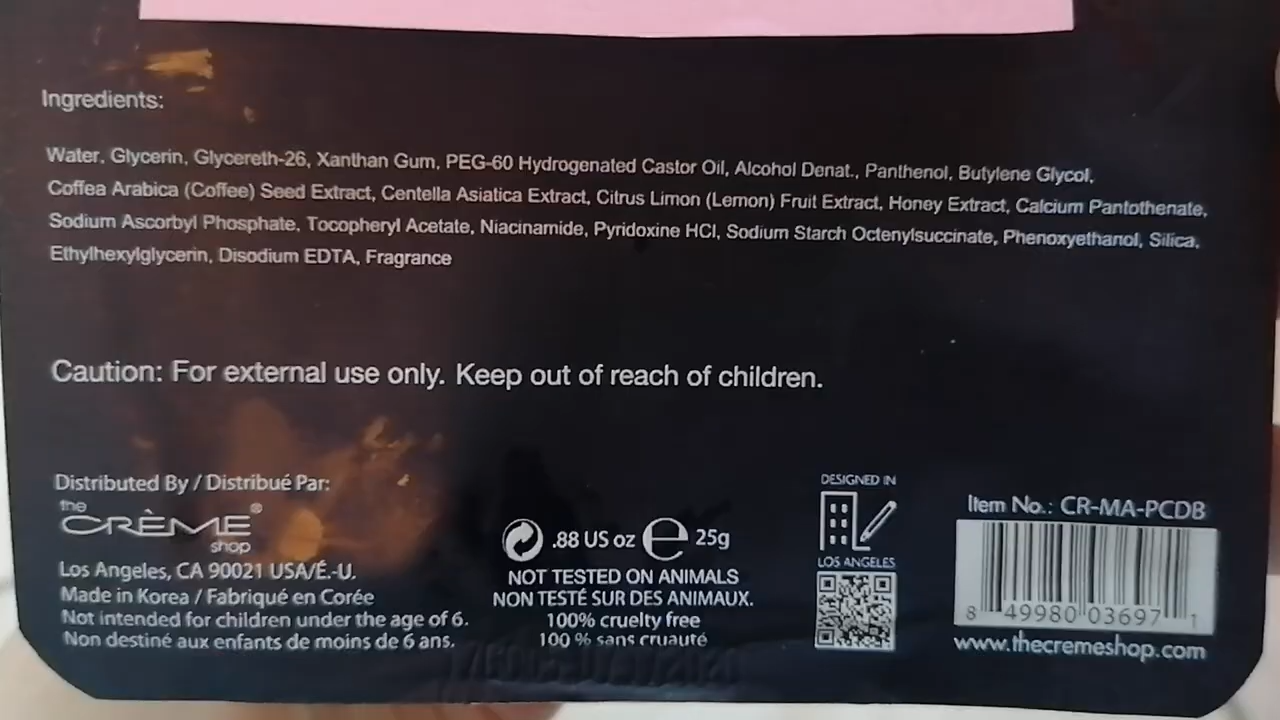 Ingredients:
Water, Glycerin, Glycereth-26, Xanthan Gum, PEG-60 Hydrogenated Castor Oil, Alcohol Denat., Panthenol, Butylene Glycol,
Coffea Arabica (Coffee) Seed Extract, Centella Asiatica Extract, Citrus Limon (Lemon) Fruit Extract, Honey Extract, Calcium Pantothenate,
Sodium Ascorbyl Phosphate, Tocopheryl Acetate, Niacinamide, Pyridoxine HCl, Sodium Starch Octenylsuccinate, Phenoxyethanol, Silica,
Ethylhexylglycerin, Disodium EDTA, Fragrance
Caution: For external use only. Keep out of reach of children.
Distributed By / Distribué Par:
the
CRÈME®
shop
Los Angeles, CA 90021 USA/É.-U.
Made in Korea / Fabriqué en Corée
Not intended for children under the age of 6.
Non destiné aux enfants de moins de 6 ans.
.88 US oz e 25g
NOT TESTED ON ANIMALS
NON TESTÉ SUR DES ANIMAUX.
100% cruelty free
100 % sans cruauté
DESIGNED IN
LOS ANGELES
Item No.: CR-MA-PCDB
8 49980 03697 1
www.thecremeshop.com